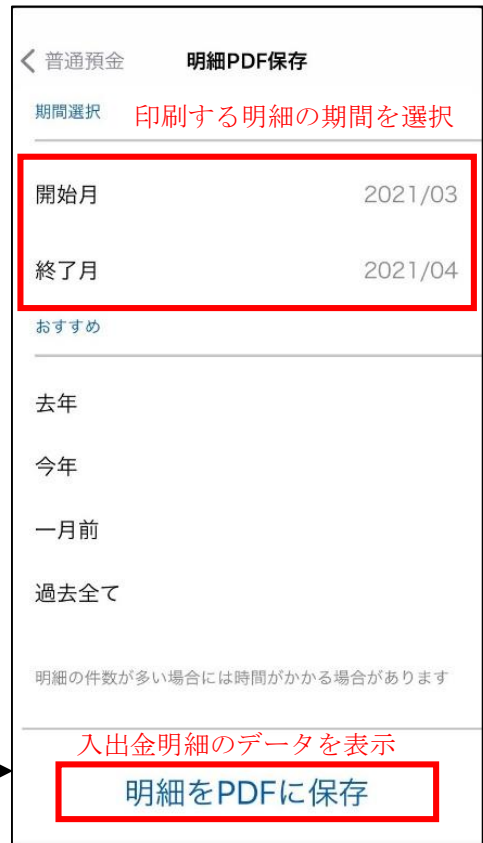 普通預金 明細PDF保存
期間選択 印刷する明細の期間を選択
開始月 2021/03
終了月 2021/04
おすすめ
去年
今年
一月前
過去全て
明細の件数が多い場合には時間がかかる場合があります
入出金明細のデータを表示
明細をPDFに保存